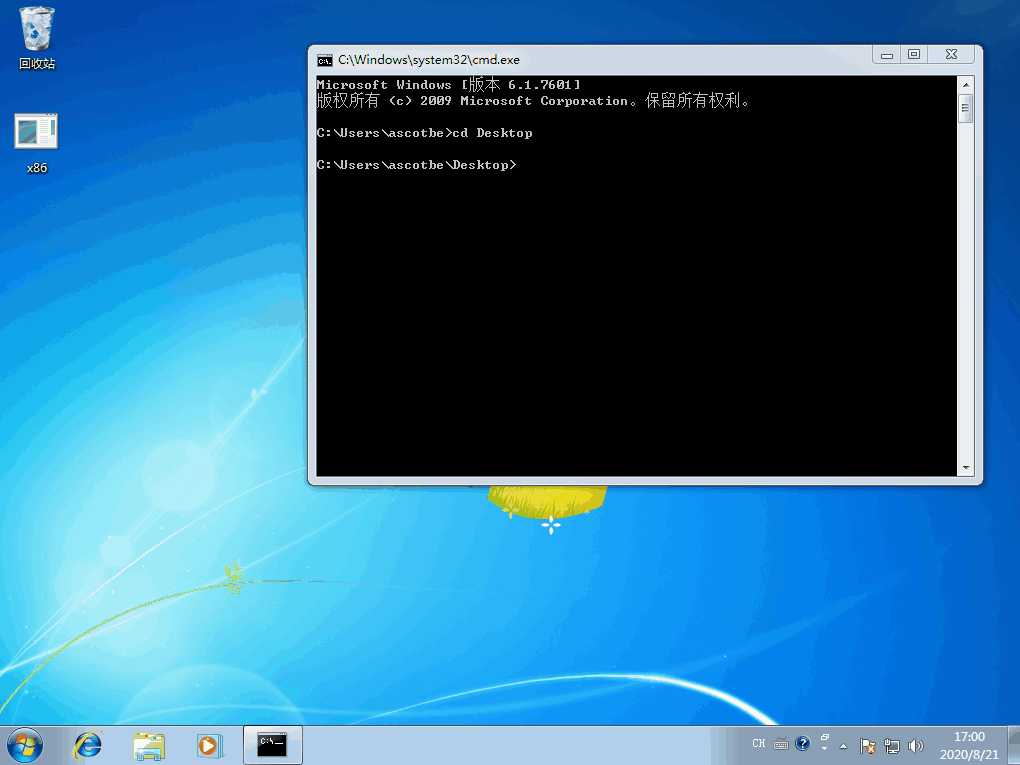 回收站
x86
C:\Windows\system32\cmd.exe
Microsoft Windows [版本 6.1.7601]
版权所有 (c) 2009 Microsoft Corporation。保留所有权利。
C:\Users\ascotbe>cd Desktop
C:\Users\ascotbe\Desktop>
C:\_
CH
17:00
2020/8/21